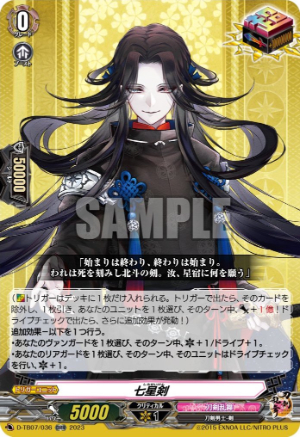 0
50000
SAMPLE
「始まりは終わり、終わりは始まり。
われは死を刻みし北斗の剣。汝、星宿に何を願う」
トリガーはデッキに1枚だけ入れられる。トリガーで出たら、そのカードを
除外し、1引き、あなたのユニットを1枚選び、そのターン中、+1億!ド
ライブチェックで出たら、さらに追加効果が発動!)
追加効果-以下を1つ行う。
・あなたのヴァンガードを1枚選び、そのターン中、+1/ドライブ+1。
・あなたのリアガードを1枚選び、そのターン中、そのユニットはドライブチェック
を行い、+1。
七星剣
5000
クリティカル
1
刀剣乱舞
D-TB07/036 2023
©2015 EXNOA LLC/NITRO PLUS